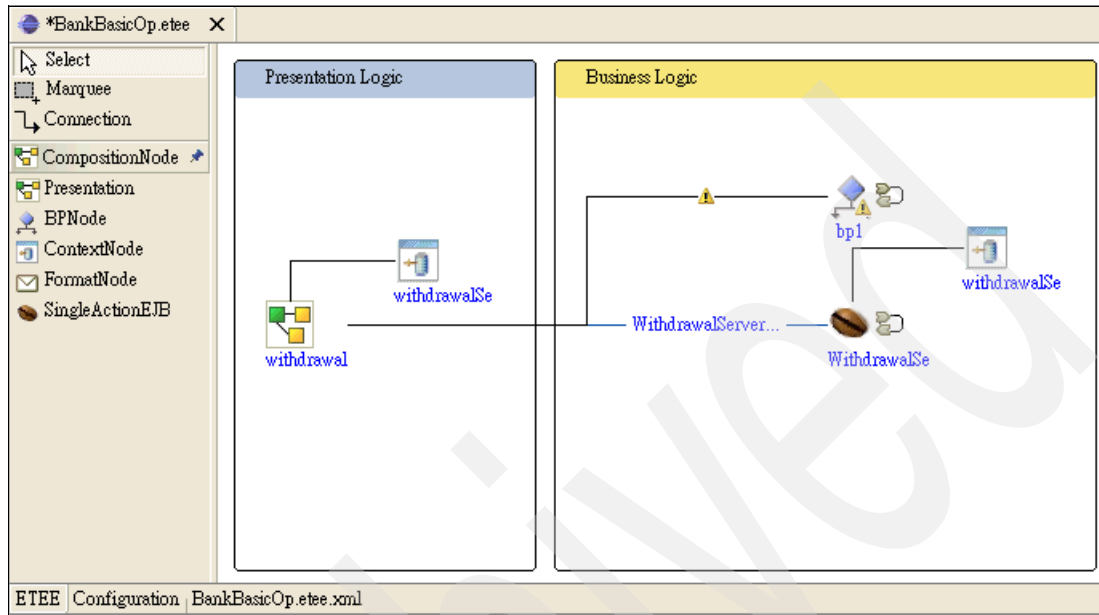 *BankBasicOp.etee
Select
Marquee
Connection
CompositionNode
Presentation
BPNode
ContextNode
FormatNode
SingleActionEJB
Presentation Logic
withdrawalSe
withdrawal
Business Logic
bp1
withdrawalSe
WithdrawalServer...
WithdrawalSe
ETEE Configuration BankBasicOp.etee.xml